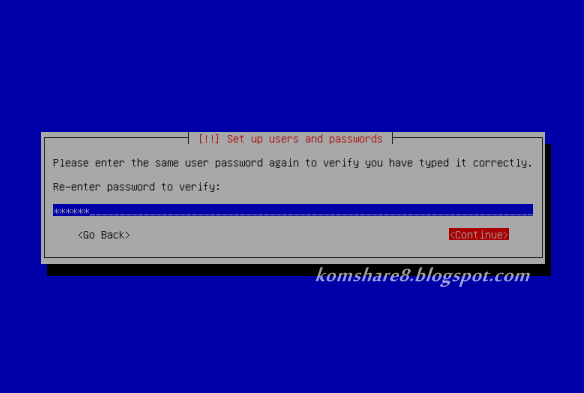 [!!] Set up users and passwords
Please enter the same user password again to verify you have typed it correctly.
Re-enter password to verify:
******
<Go Back> <Continue>
komshare8.blogspot.com